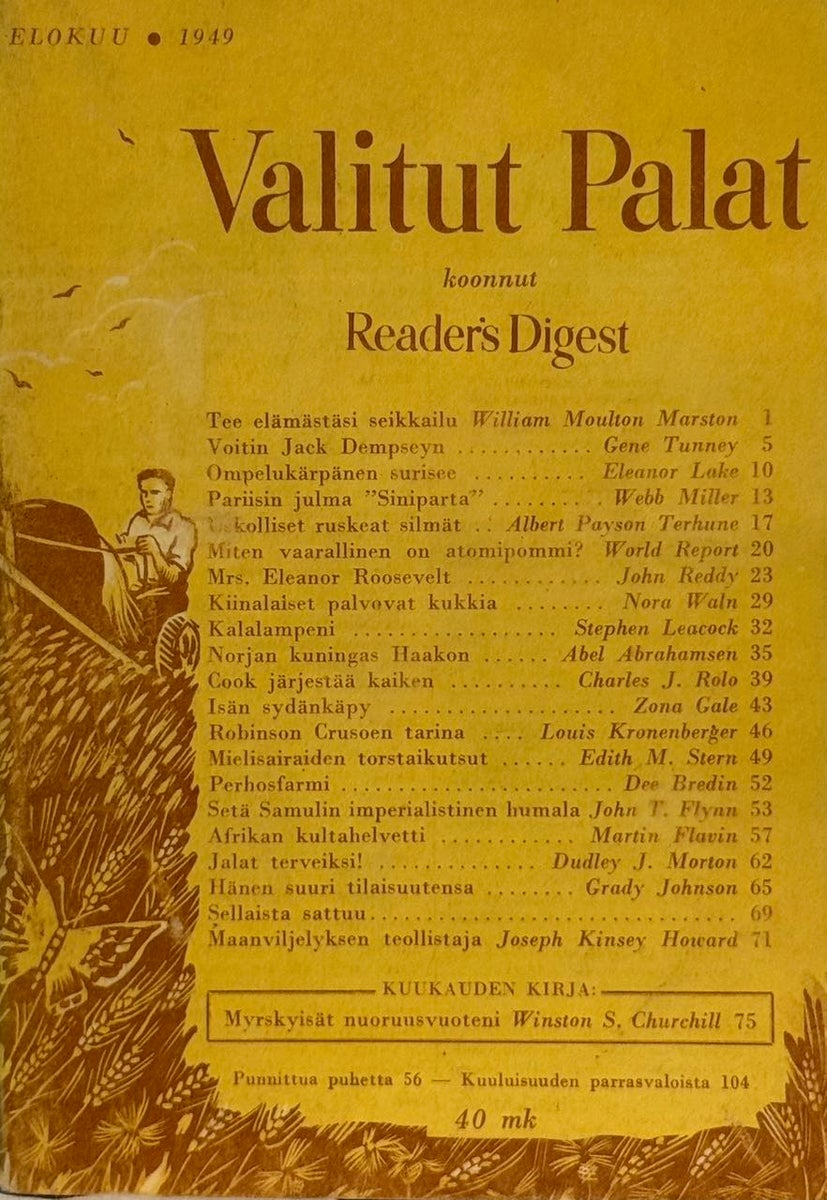 ELOKUU • 1949
Valitut Palat
koonnut
Reader's Digest
Tee elämästäsi seikkailu William Moulton Marston 1
Voitin Jack Dempseyn ............ Gene Tunney 5
Ompelukärpänen surisee .......... Eleanor Lake 10
Pariisin julma "Siniparta" ......... Webb Miller 13
Uskolliset ruskeat silmät .. Albert Payson Terhune 17
Miten vaarallinen on atomipommi? World Report 20
Mrs. Eleanor Roosevelt ............ John Reddy 23
Kiinalaiset palvovat kukkia ........ Nora Waln 29
Kalalampeni .................. Stephen Leacock 32
Norjan kuningas Haakon ...... Abel Abrahamsen 35
Cook järjestää kaiken .......... Charles J. Rolo 39
Isän sydänkäpy .................... Zona Gale 43
Robinson Crusoen tarina .... Louis Kronenberger 46
Mielisairaiden torstaikutsut ...... Edith M. Stern 49
Perhosfarmi ........................ Dee Bredin 52
Setä Samulin imperialistinen humala John T. Flynn 53
Afrikan kultahelvetti ............ Martin Flavin 57
Jalat terveiksi! .............. Dudley J. Morton 62
Hänen suuri tilaisuutensa ........ Grady Johnson 65
Sellaista sattuu ................................ 69
Maanviljelyksen teollistaja Joseph Kinsey Howard 71
KUUKAUDEN KIRJA:
Myrskyisät nuoruusvuoteni Winston S. Churchill 75
Punnittua puhetta 56 — Kuuluisuuden parrasvaloista 104
40 mk